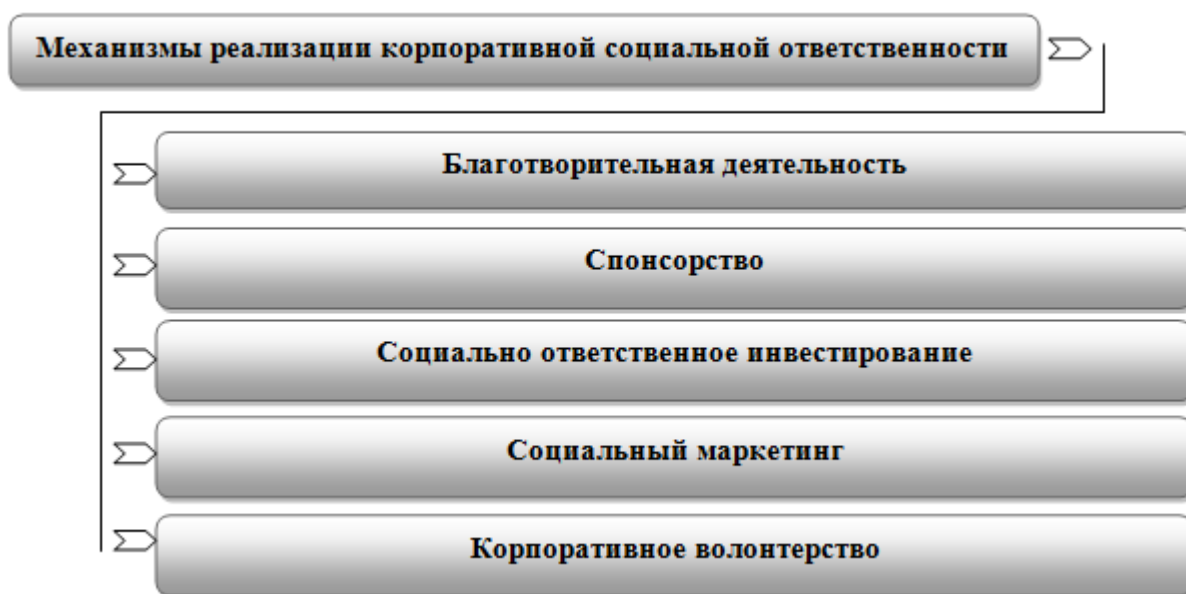 Механизмы реализации корпоративной социальной ответственности
Благотворительная деятельность
Спонсорство
Социально ответственное инвестирование
Социальный маркетинг
Корпоративное волонтерство